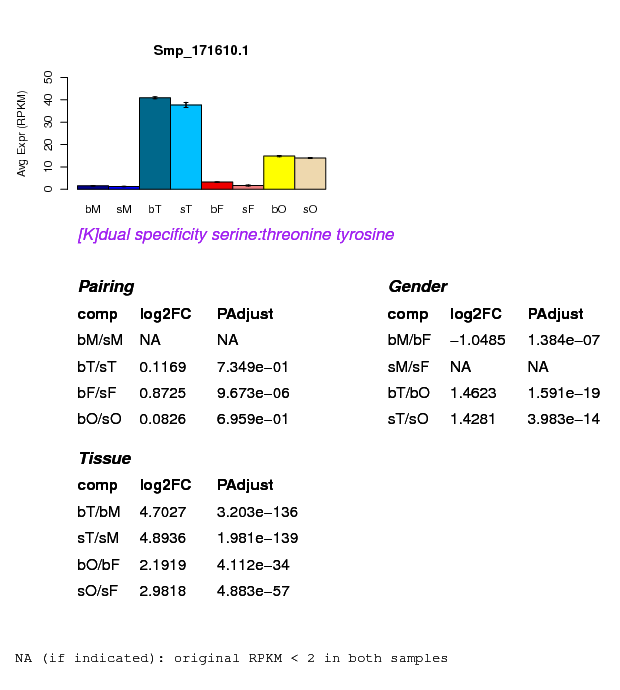 Smp_171610.1
Avg Expr (RPKM)
50
40
30
20
10
0
bM sM bT sT bF sF bO sO
[K]dual specificity serine:threonine tyrosine
Pairing
comp log2FC PAdjust
bM/sM NA NA
bT/sT 0.1169 7.349e−01
bF/sF 0.8725 9.673e−06
bO/sO 0.0826 6.959e−01
Gender
comp log2FC PAdjust
bM/bF −1.0485 1.384e−07
sM/sF NA NA
bT/bO 1.4623 1.591e−19
sT/sO 1.4281 3.983e−14
Tissue
comp log2FC PAdjust
bT/bM 4.7027 3.203e−136
sT/sM 4.8936 1.981e−139
bO/bF 2.1919 4.112e−34
sO/sF 2.9818 4.883e−57
NA (if indicated): original RPKM < 2 in both samples